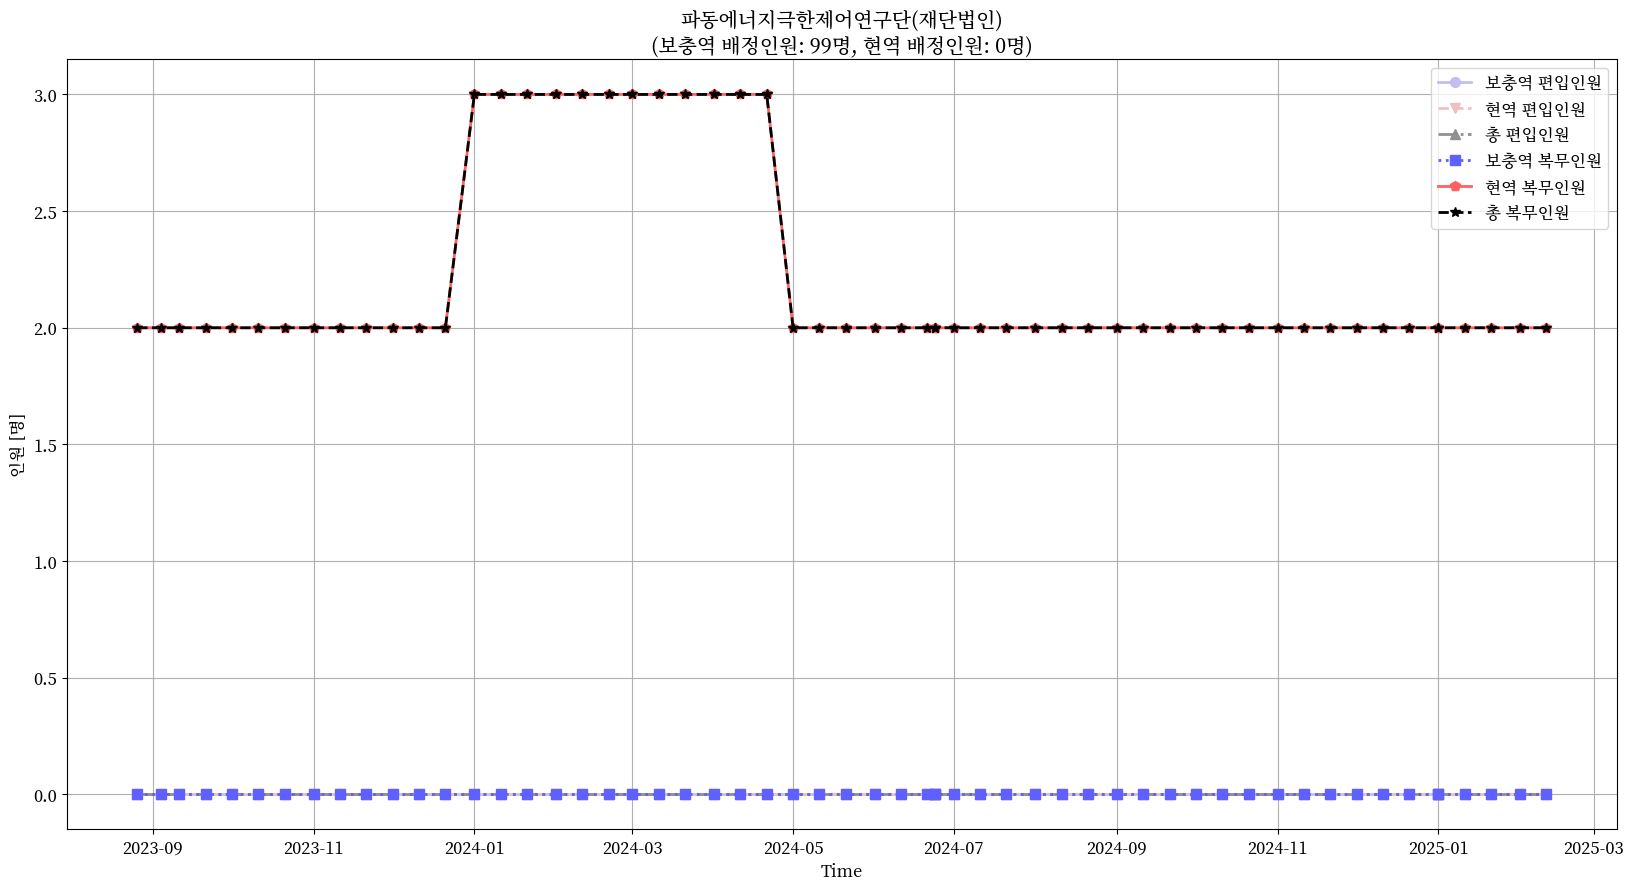 파동에너지극한제어연구단(재단법인)
(보충역 배정인원: 99명, 현역 배정인원: 0명)
보충역 편입인원
현역 편입인원
총 편입인원
보충역 복무인원
현역 복무인원
총 복무인원
인원 [명]
3.0
2.5
2.0
1.5
1.0
0.5
0.0
2023-09
2023-11
2024-01
2024-03
2024-05
2024-07
2024-09
2024-11
2025-01
2025-03
Time